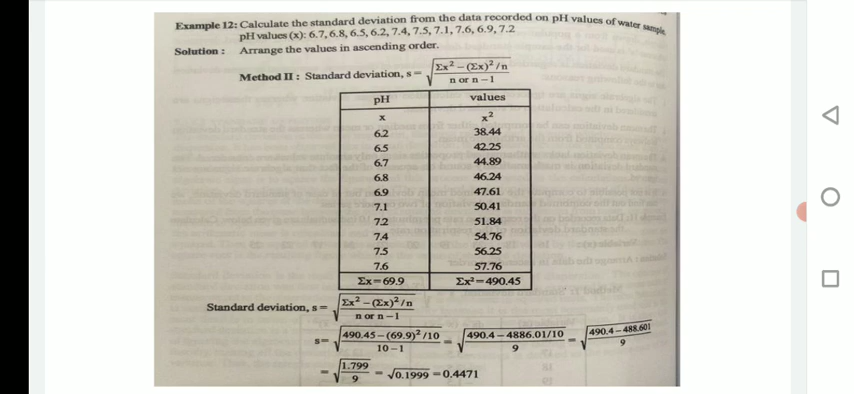 Example 12: Calculate the standard deviation from the data recorded on pH values of water sample.
pH values (x): 6.7, 6.8, 6.5, 6.2, 7.4, 7.5, 7.1, 7.6, 6.9, 7.2
Solution : Arrange the values in ascending order.
Method II : Standard deviation, s = √((Σx² − (Σx)² / n) / (n or n − 1))
pH values
x x²
6.2 38.44
6.5 42.25
6.7 44.89
6.8 46.24
6.9 47.61
7.1 50.41
7.2 51.84
7.4 54.76
7.5 56.25
7.6 57.76
Σx = 69.9 Σx² = 490.45
Standard deviation, s = √((Σx² − (Σx)² / n) / (n or n − 1))
s = √((490.45 − (69.9)² / 10) / (10 − 1)) = √((490.4 − 4886.01/10) / 9) = √((490.4 − 488.601) / 9)
= √(1.799 / 9) = √0.1999 = 0.4471